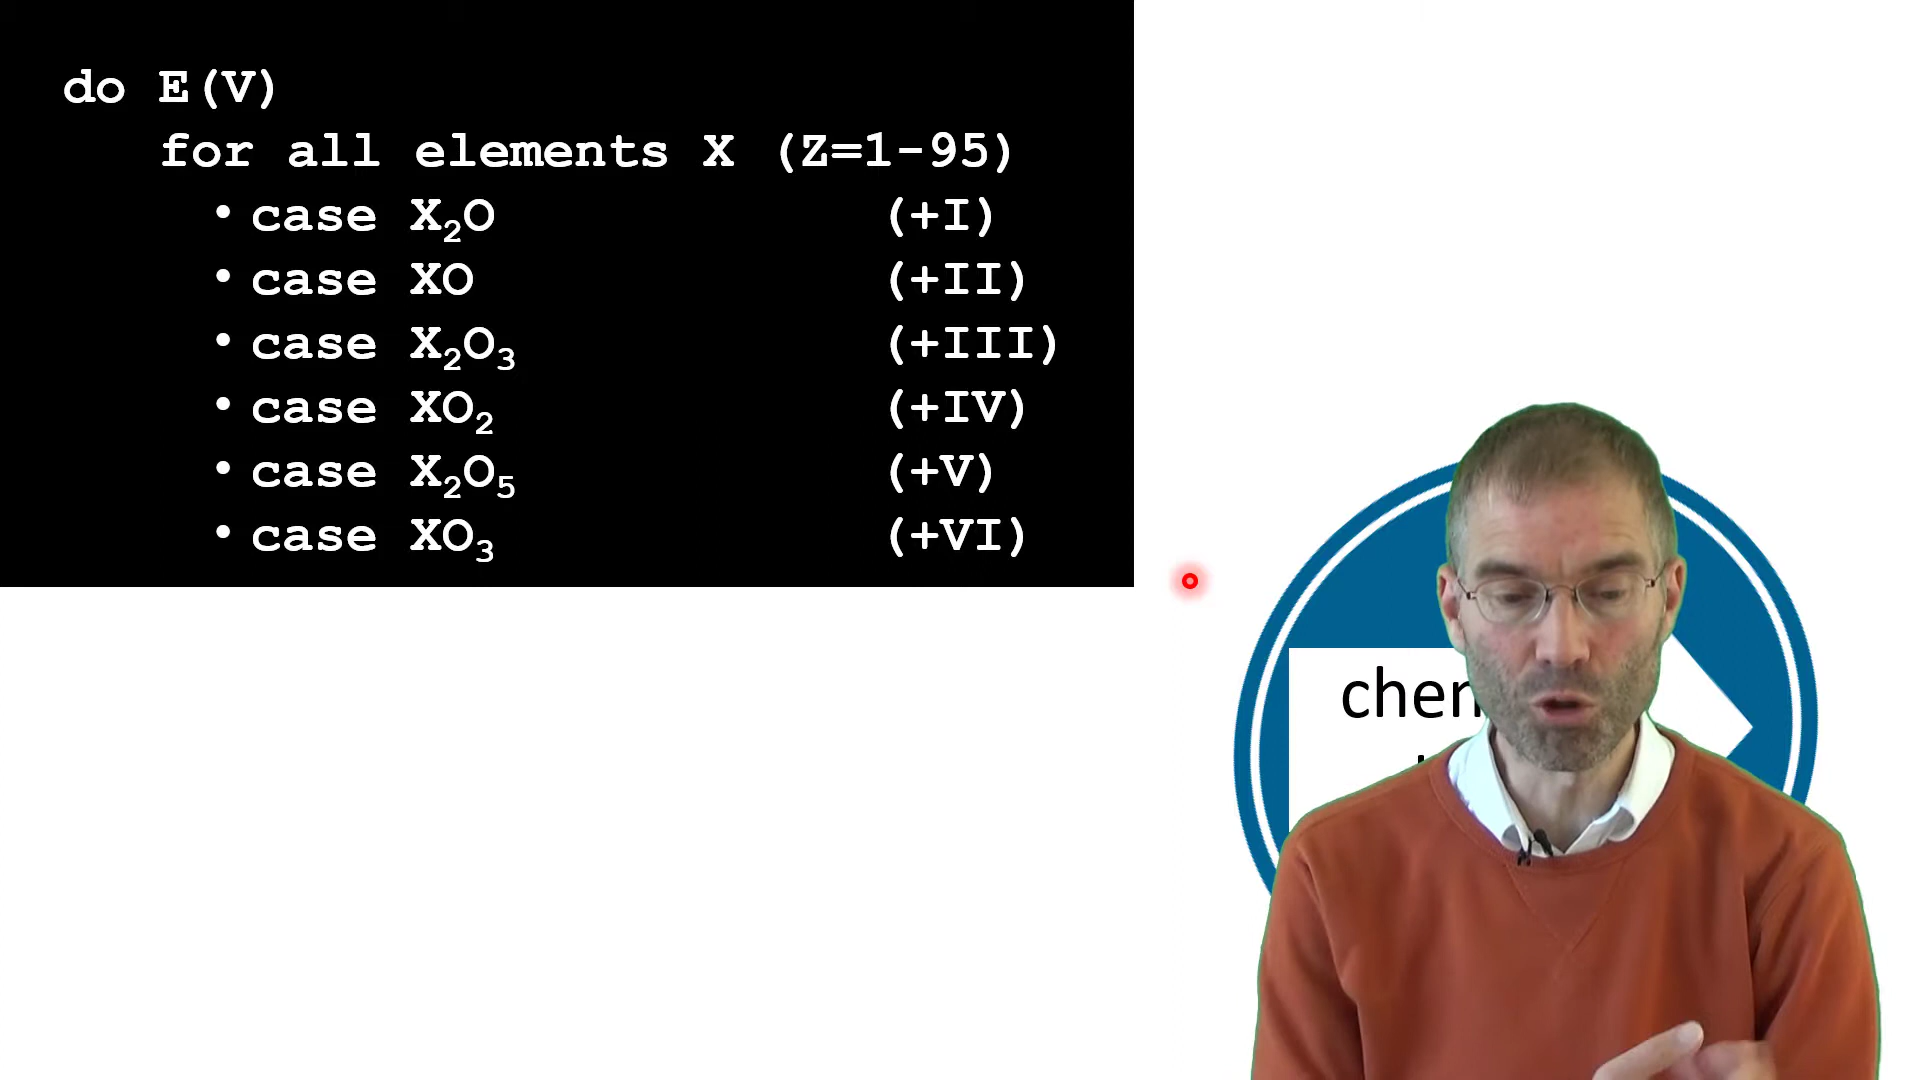 do E(V)
for all elements X (Z=1-95)
• case X₂O (+I)
• case XO (+II)
• case X₂O₃ (+III)
• case XO₂ (+IV)
• case X₂O₅ (+V)
• case XO₃ (+VI)